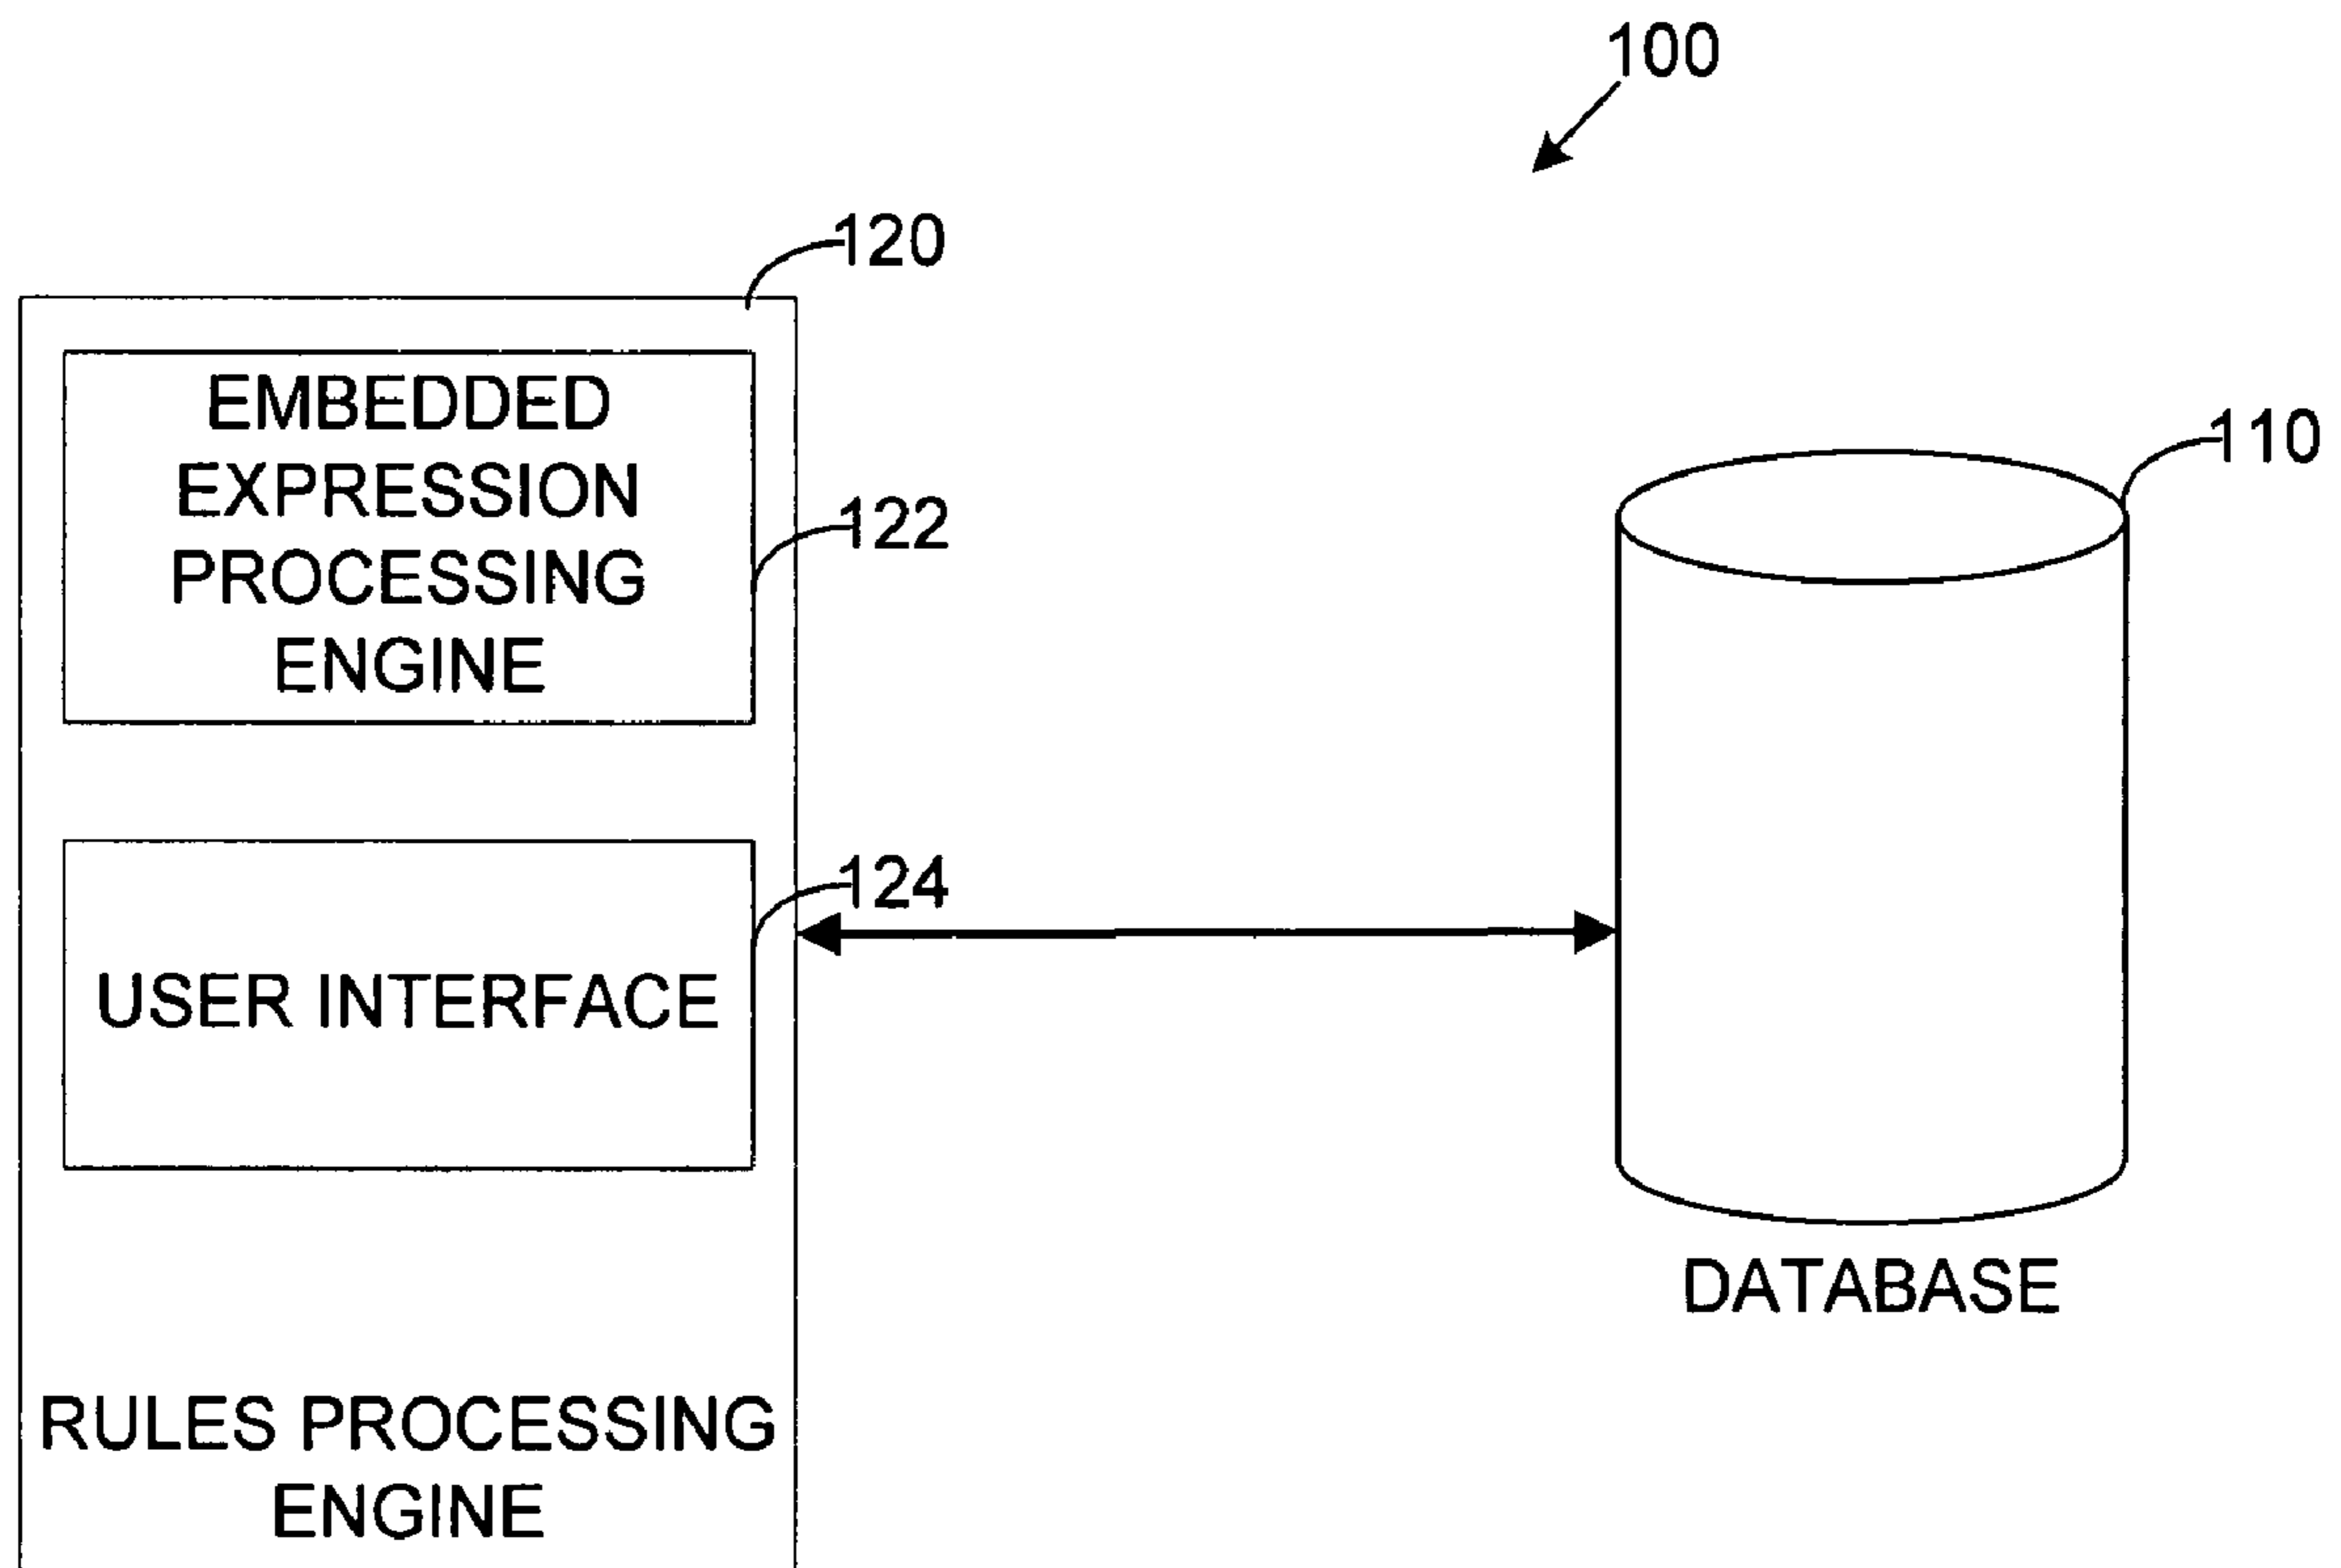 100
120
EMBEDDED
EXPRESSION
PROCESSING
ENGINE
122
110
124
USER INTERFACE
DATABASE
RULES PROCESSING
ENGINE